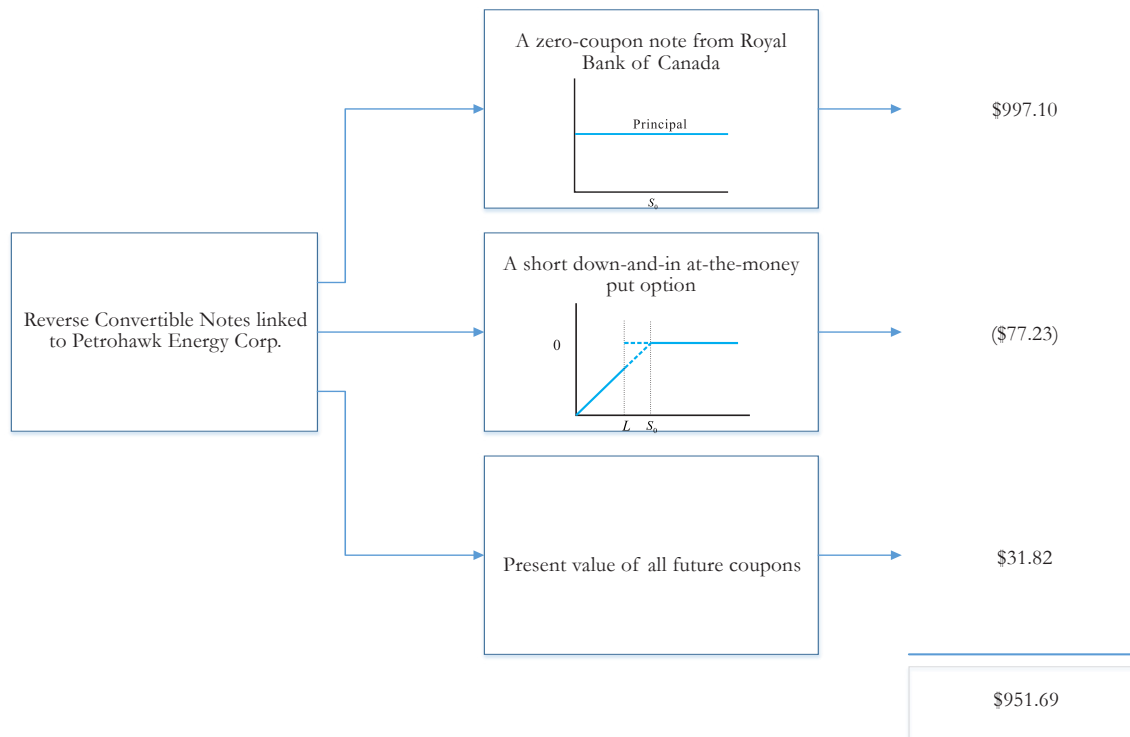 A zero-coupon note from Royal
Bank of Canada
Principal
S₀
$997.10
Reverse Convertible Notes linked
to Petrohawk Energy Corp.
A short down-and-in at-the-money
put option
0
L S₀
($77.23)
Present value of all future coupons
$31.82
$951.69